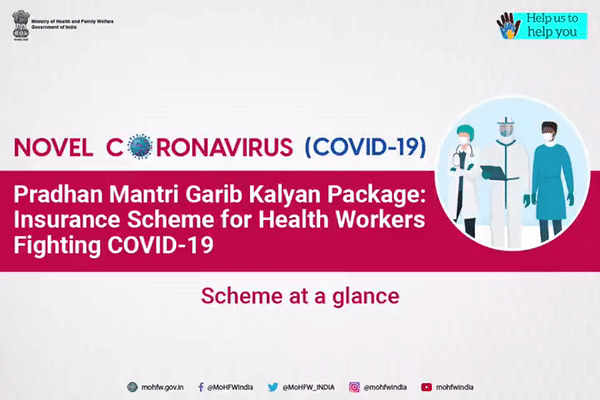 Ministry of Health and Family Welfare
Government of India
Help us to
help you
NOVEL CORONAVIRUS (COVID-19)
Pradhan Mantri Garib Kalyan Package:
Insurance Scheme for Health Workers
Fighting COVID-19
Scheme at a glance
mohfw.gov.in @MoHFWIndia @MoHFW_INDIA @mohfwindia mohfwindia